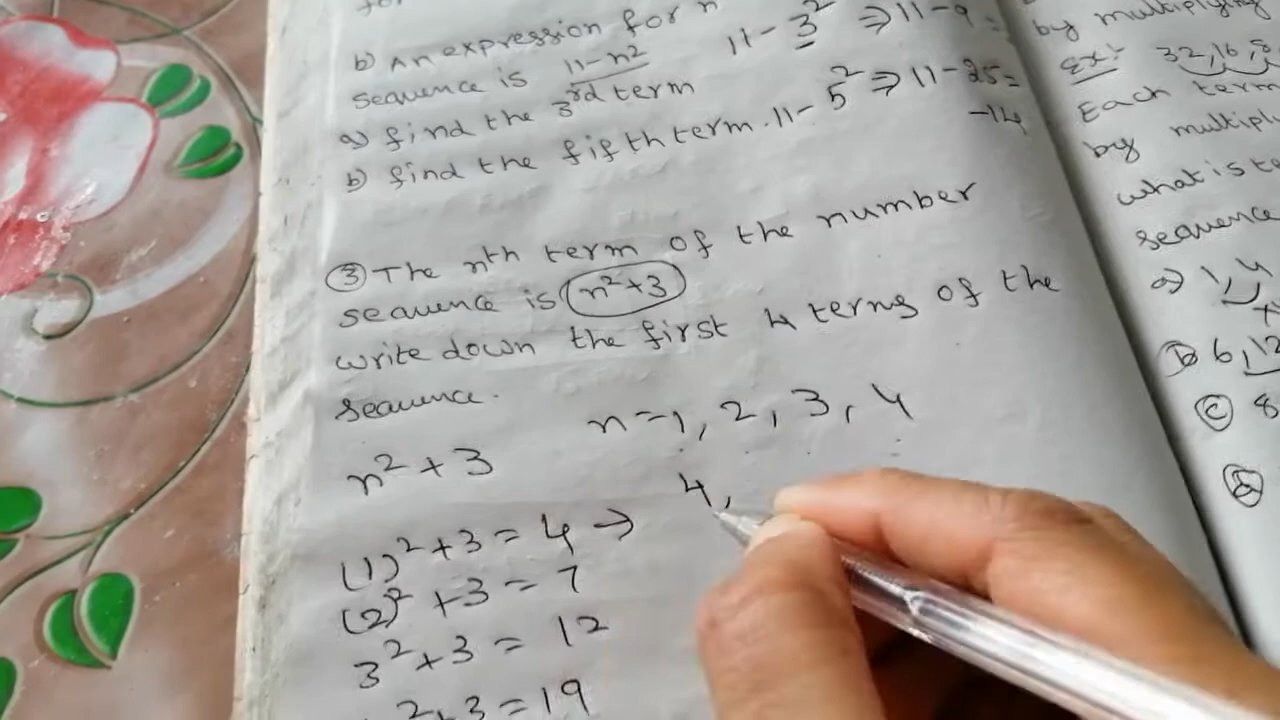 for
b) An expression for n
sequence is 11-n²
a) find the 3rd term 11-3² ⇒ 11-9=
b) find the fifth term. 11-5² ⇒ 11-25=
-14
③ The nth term of the number
sequence is n²+3
write down the first 4 terms of the
sequence.
n=1, 2, 3, 4
n²+3
4,
(1)²+3=4 →
(2)²+3=7
3²+3=12
²+3=19
by multiplying
Ex:- 32, 16, 8
Each term
by multiply
what is te
sequence
a) 1, 4
b) 6, 12
c) 8